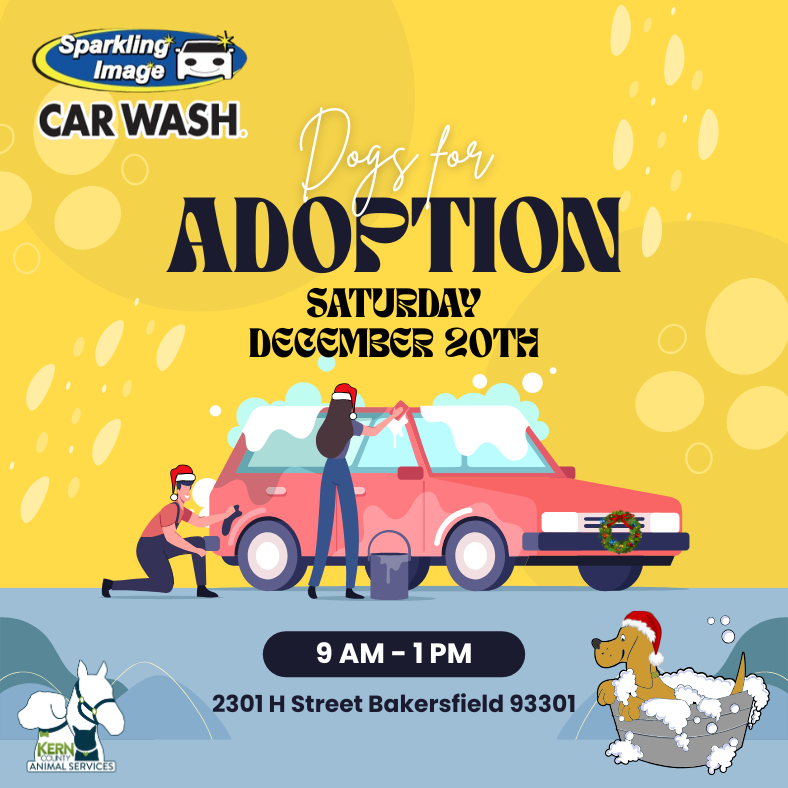 Sparkling
Image
CAR WASH.
Dogs for
ADOPTION
SATURDAY
DECEMBER 20TH
9 AM – 1 PM
2301 H Street Bakersfield 93301
KERN
COUNTY
ANIMAL SERVICES